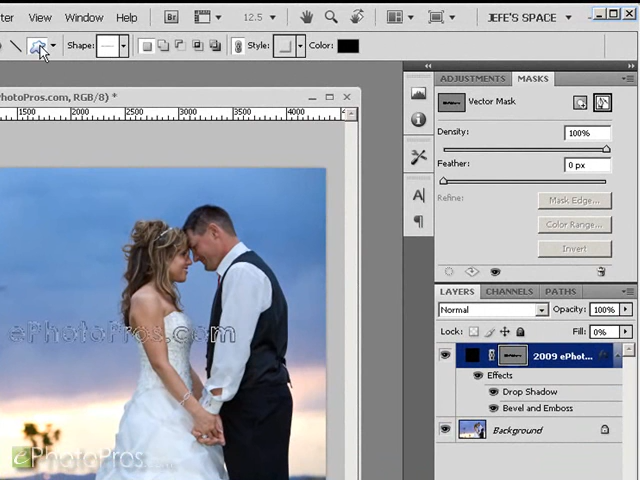 ter View Window Help Br 12.5 JEFE'S SPACE
Shape: Style: Color:
hotoPros.com, RGB/8) *
1500 2000 2500 3000 3500 4000
ADJUSTMENTS MASKS
Vector Mask
Density: 100%
Feather: 0 px
Refine: Mask Edge...
Color Range...
Invert
LAYERS CHANNELS PATHS
Normal Opacity: 100%
Lock: Fill: 0%
2009 ePhot...
Effects
Drop Shadow
Bevel and Emboss
Background
ePhotoPros.com
ePhotoPros.com